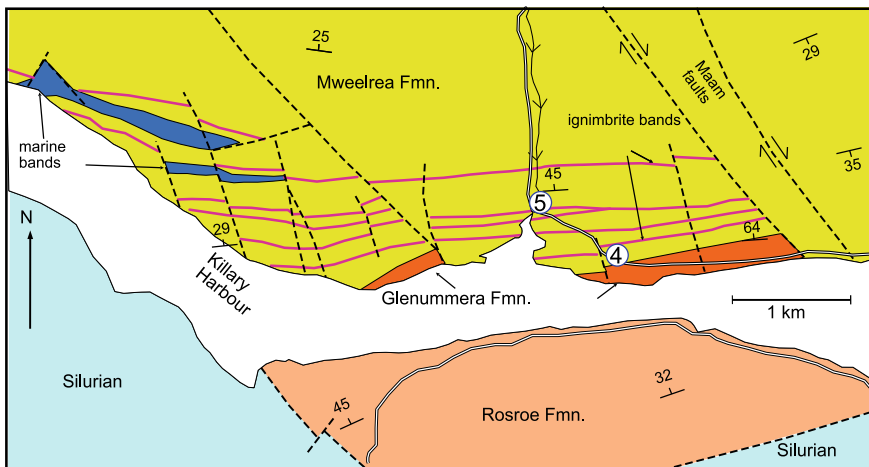 25
Mweelrea Fmn.
Maam
faults
29
ignimbrite bands
marine
bands
35
45
5
N
29
64
4
Killary
Harbour
Glenummera Fmn.
1 km
Silurian
32
45
Rosroe Fmn.
Silurian